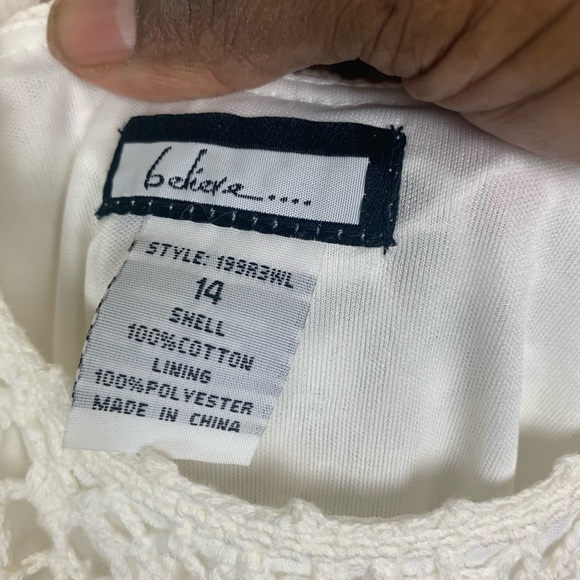 believe....
STYLE: 199R3WL
14
SHELL
100%COTTON
LINING
100%POLYESTER
MADE IN CHINA